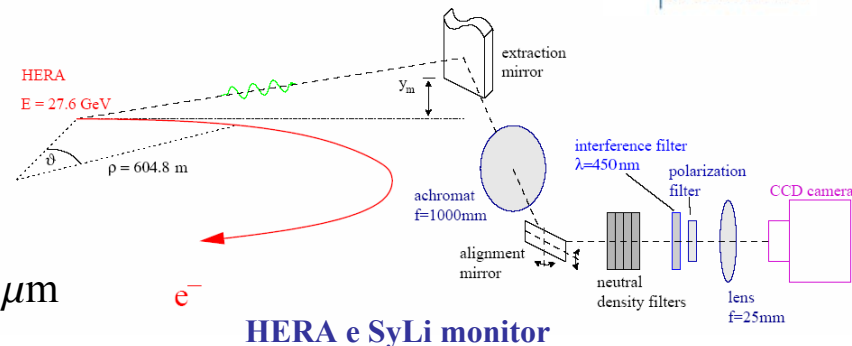 HERA
E = 27.6 GeV
ϑ
ρ = 604.8 m
yₘ
extraction
mirror
achromat
f=1000mm
alignment
mirror
neutral
density filters
interference filter
λ=450nm
polarization
filter
lens
f=25mm
CCD camera
μm
e⁻
HERA e SyLi monitor